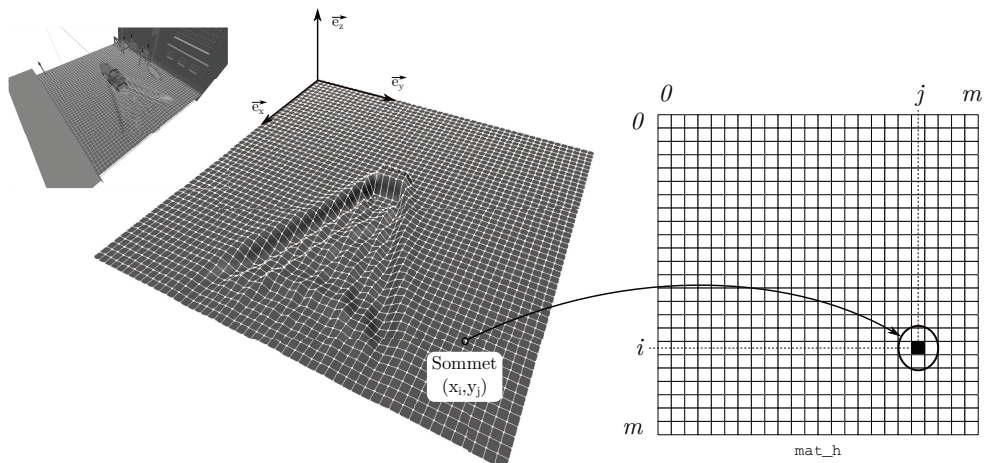 e_z
e_y
e_x
Sommet
(x_i,y_j)
0
j
m
0
i
m
mat_h